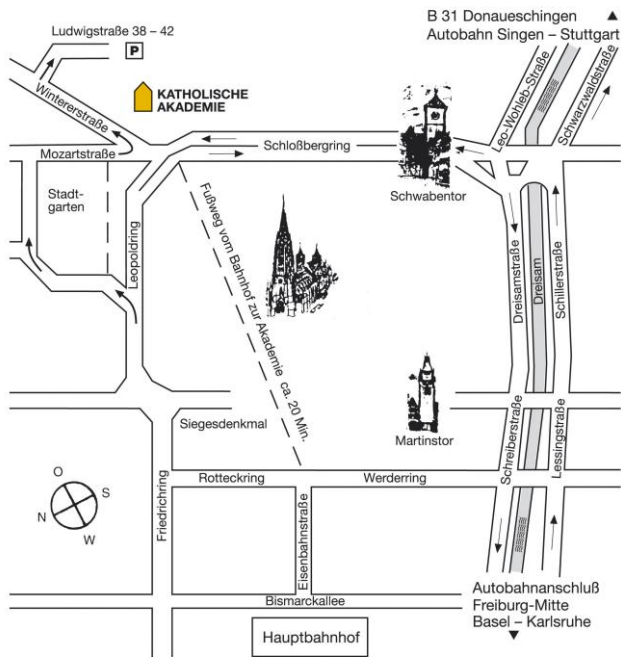 B 31 Donaueschingen ▲
Autobahn Singen – Stuttgart
Ludwigstraße 38 – 42
P
KATHOLISCHE
AKADEMIE
Wintererstraße
Mozartstraße
Schloßbergring
Leo-Wohleb-Straße
Schwarzwaldstraße
Schwabentor
Stadt-
garten
Leopoldring
Fußweg vom Bahnhof zur Akademie ca. 20 Min.
Dreisamstraße
Dreisam
Schillerstraße
Siegesdenkmal
Martinstor
Schreiberstraße
Lessingstraße
Rotteckring
Werderring
O
S
N
W
Friedrichring
Eisenbahnstraße
Bismarckallee
Hauptbahnhof
Autobahnanschluß
Freiburg-Mitte
Basel – Karlsruhe
▼